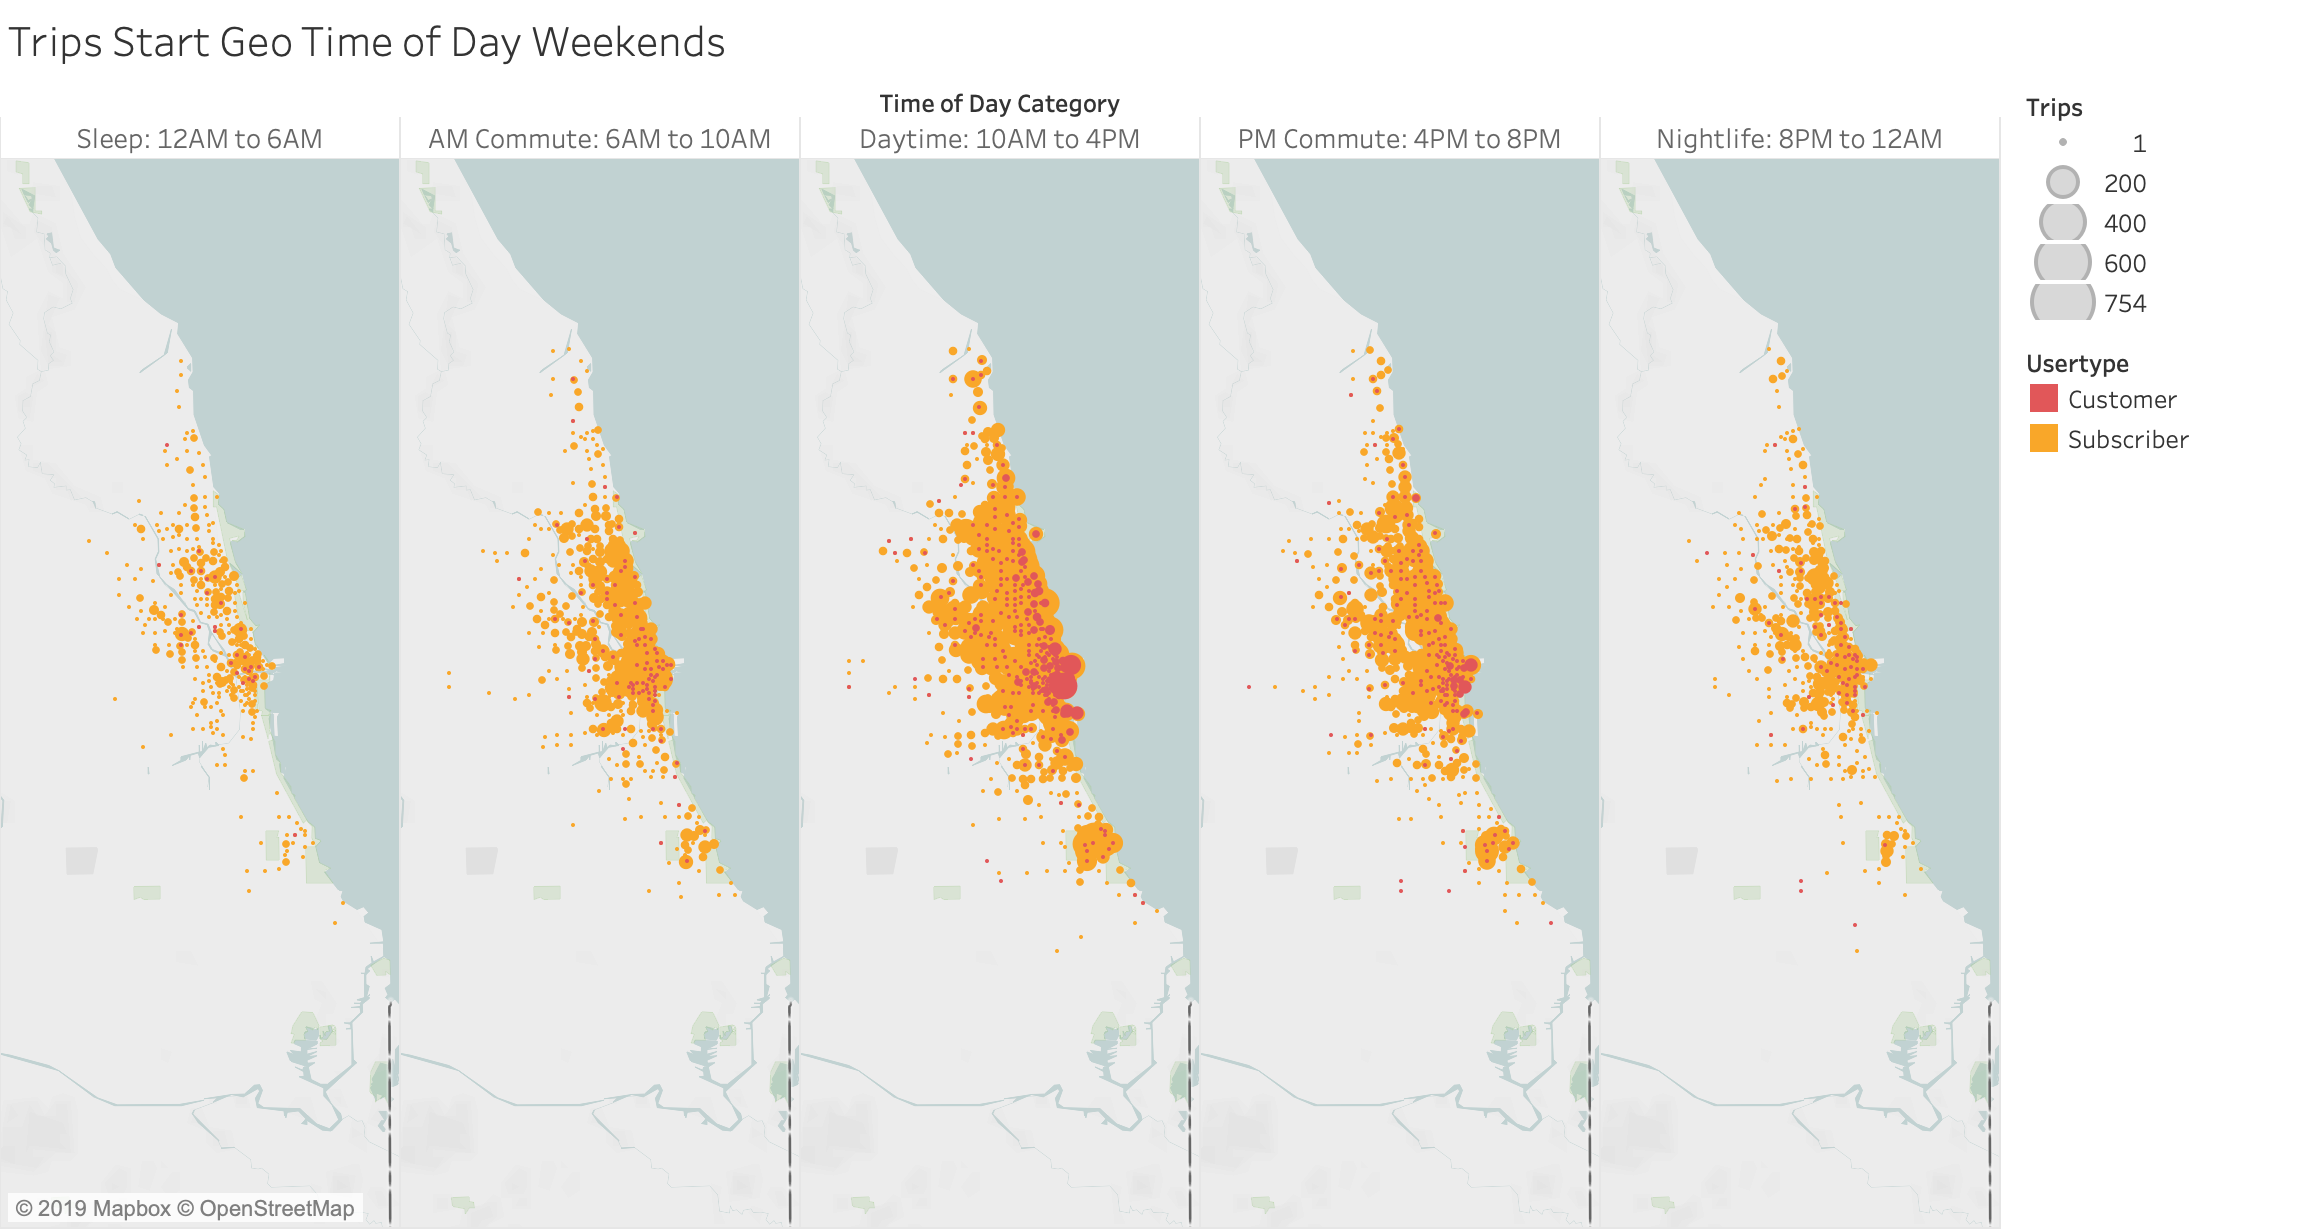 Trips Start Geo Time of Day Weekends
Time of Day Category
Sleep: 12AM to 6AM
AM Commute: 6AM to 10AM
Daytime: 10AM to 4PM
PM Commute: 4PM to 8PM
Nightlife: 8PM to 12AM
Trips
1
200
400
600
754
Usertype
Customer
Subscriber
© 2019 Mapbox © OpenStreetMap